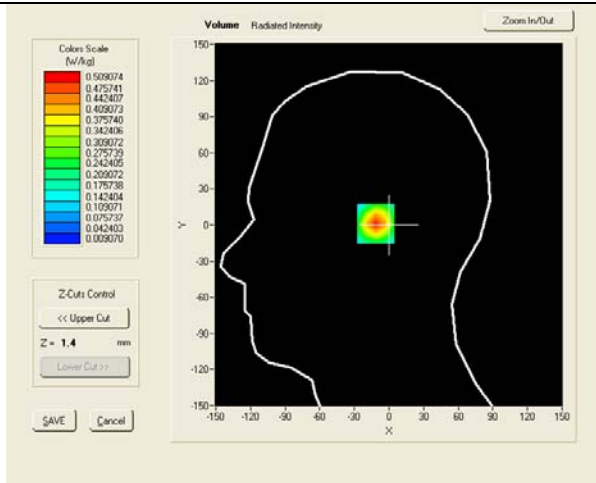 Volume Radiated Intensity
Zoom In/Out
Colors Scale
(W/kg)
0.509074
0.475741
0.442407
0.409073
0.375740
0.342406
0.309072
0.275739
0.242405
0.209072
0.175738
0.142404
0.109071
0.075737
0.042403
0.009070
150
120
90
60
30
0
-30
-60
-90
-120
-150
Y
-150 -120 -90 -60 -30 0 30 60 90 120 150
X
Z-Cuts Control
<< Upper Cut
Z = 1.4 mm
Lower Cut >>
SAVE Cancel